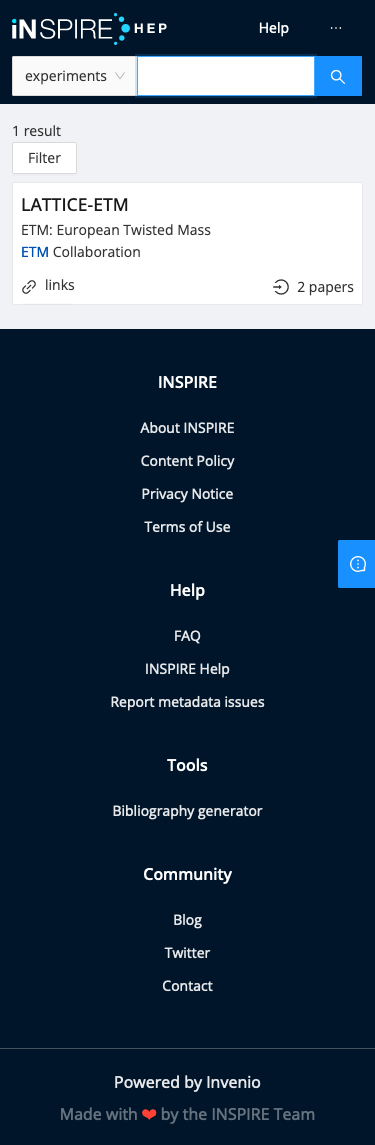 iNSPIRE HEP
Help
···
experiments
1 result
Filter
LATTICE-ETM
ETM: European Twisted Mass
ETM Collaboration
links
2 papers
INSPIRE
About INSPIRE
Content Policy
Privacy Notice
Terms of Use
Help
FAQ
INSPIRE Help
Report metadata issues
Tools
Bibliography generator
Community
Blog
Twitter
Contact
Powered by Invenio
Made with ❤ by the INSPIRE Team